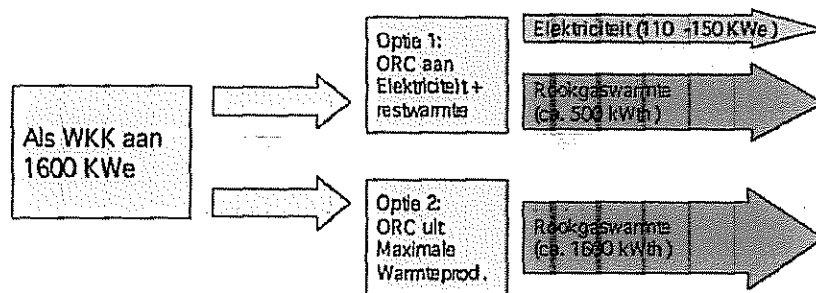 Als WKK aan
1600 KWe
Optie 1:
ORC aan
Elektriciteit +
restwarmte
Elektriciteit (110 -150 KWe)
Rookgaswarmte
(ca. 500 kWth)
Optie 2:
ORC uit
Maximale
Warmteprod.
Rookgaswarmte
(ca. 1600 kWth)